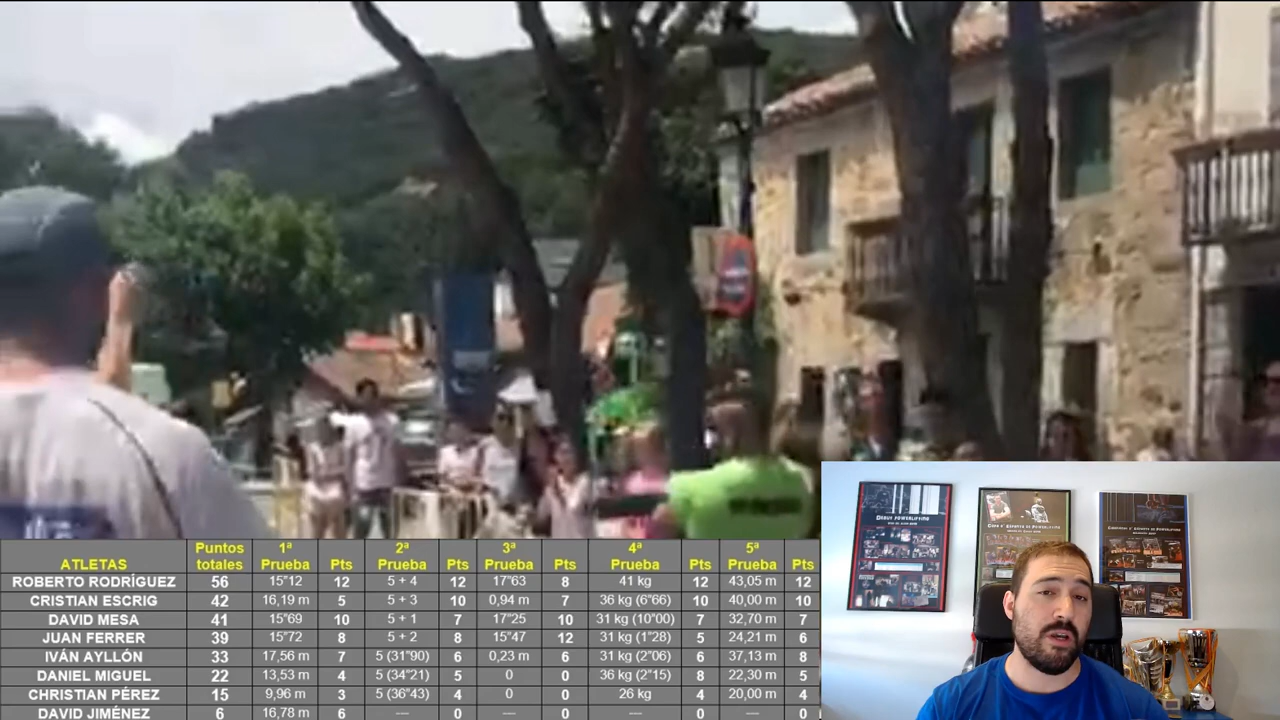 ATLETAS Puntos totales 1ª Prueba Pts 2ª Prueba Pts 3ª Prueba Pts 4ª Prueba Pts 5ª Prueba Pts
ROBERTO RODRÍGUEZ 56 15"12 12 5 + 4 12 17"63 8 41 kg 12 43,05 m 12
CRISTIAN ESCRIG 42 16,19 m 5 5 + 3 10 0,94 m 7 36 kg (6"66) 10 40,00 m 10
DAVID MESA 41 15"69 10 5 + 1 7 17"25 10 31 kg (10"00) 7 32,70 m 7
JUAN FERRER 39 15"72 8 5 + 2 8 15"47 12 31 kg (1"28) 5 24,21 m 6
IVÁN AYLLÓN 33 17,56 m 7 5 (31"90) 6 0,23 m 6 31 kg (2"06) 6 37,13 m 8
DANIEL MIGUEL 22 13,53 m 4 5 (34"21) 5 0 0 36 kg (2"15) 8 22,30 m 5
CHRISTIAN PÉREZ 15 9,96 m 3 5 (36"43) 4 0 0 26 kg 4 20,00 m 4
DAVID JIMÉNEZ 6 16,78 m 6 --- 0 0 --- 0 --- 0